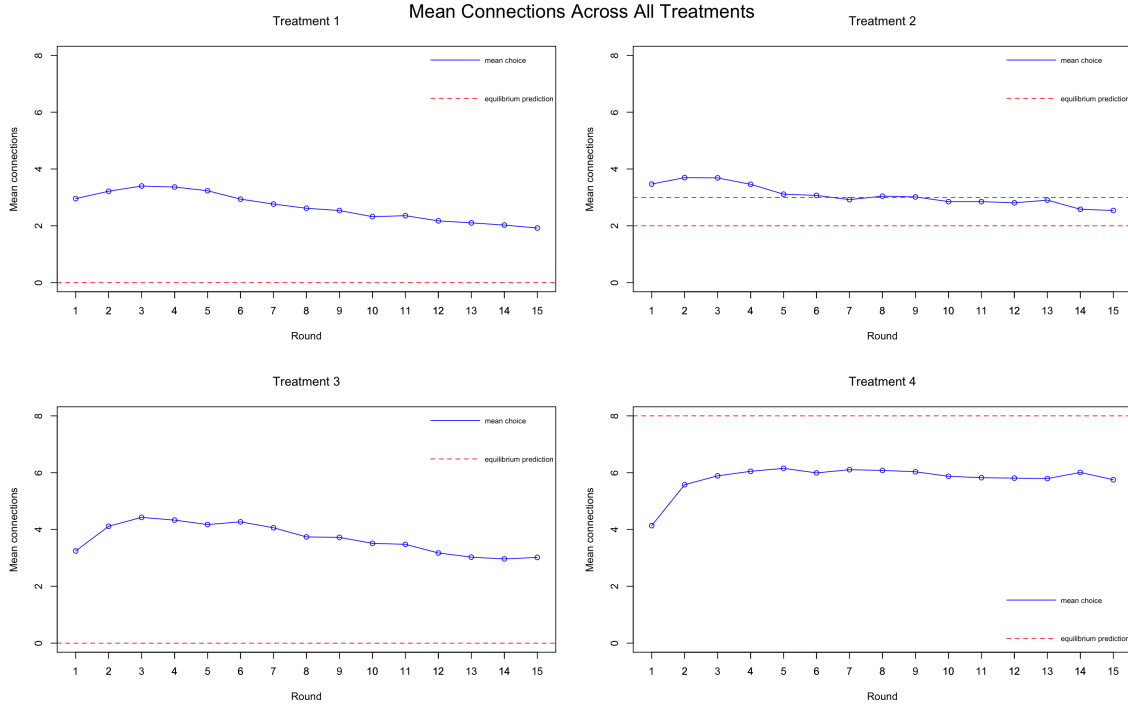 Mean Connections Across All Treatments
Treatment 1
Mean connections
8
6
4
2
0
mean choice
equilibrium prediction
1 2 3 4 5 6 7 8 9 10 11 12 13 14 15
Round
Treatment 2
Mean connections
8
6
4
2
0
mean choice
equilibrium prediction
1 2 3 4 5 6 7 8 9 10 11 12 13 14 15
Round
Treatment 3
Mean connections
8
6
4
2
0
mean choice
equilibrium prediction
1 2 3 4 5 6 7 8 9 10 11 12 13 14 15
Round
Treatment 4
Mean connections
8
6
4
2
0
mean choice
equilibrium prediction
1 2 3 4 5 6 7 8 9 10 11 12 13 14 15
Round